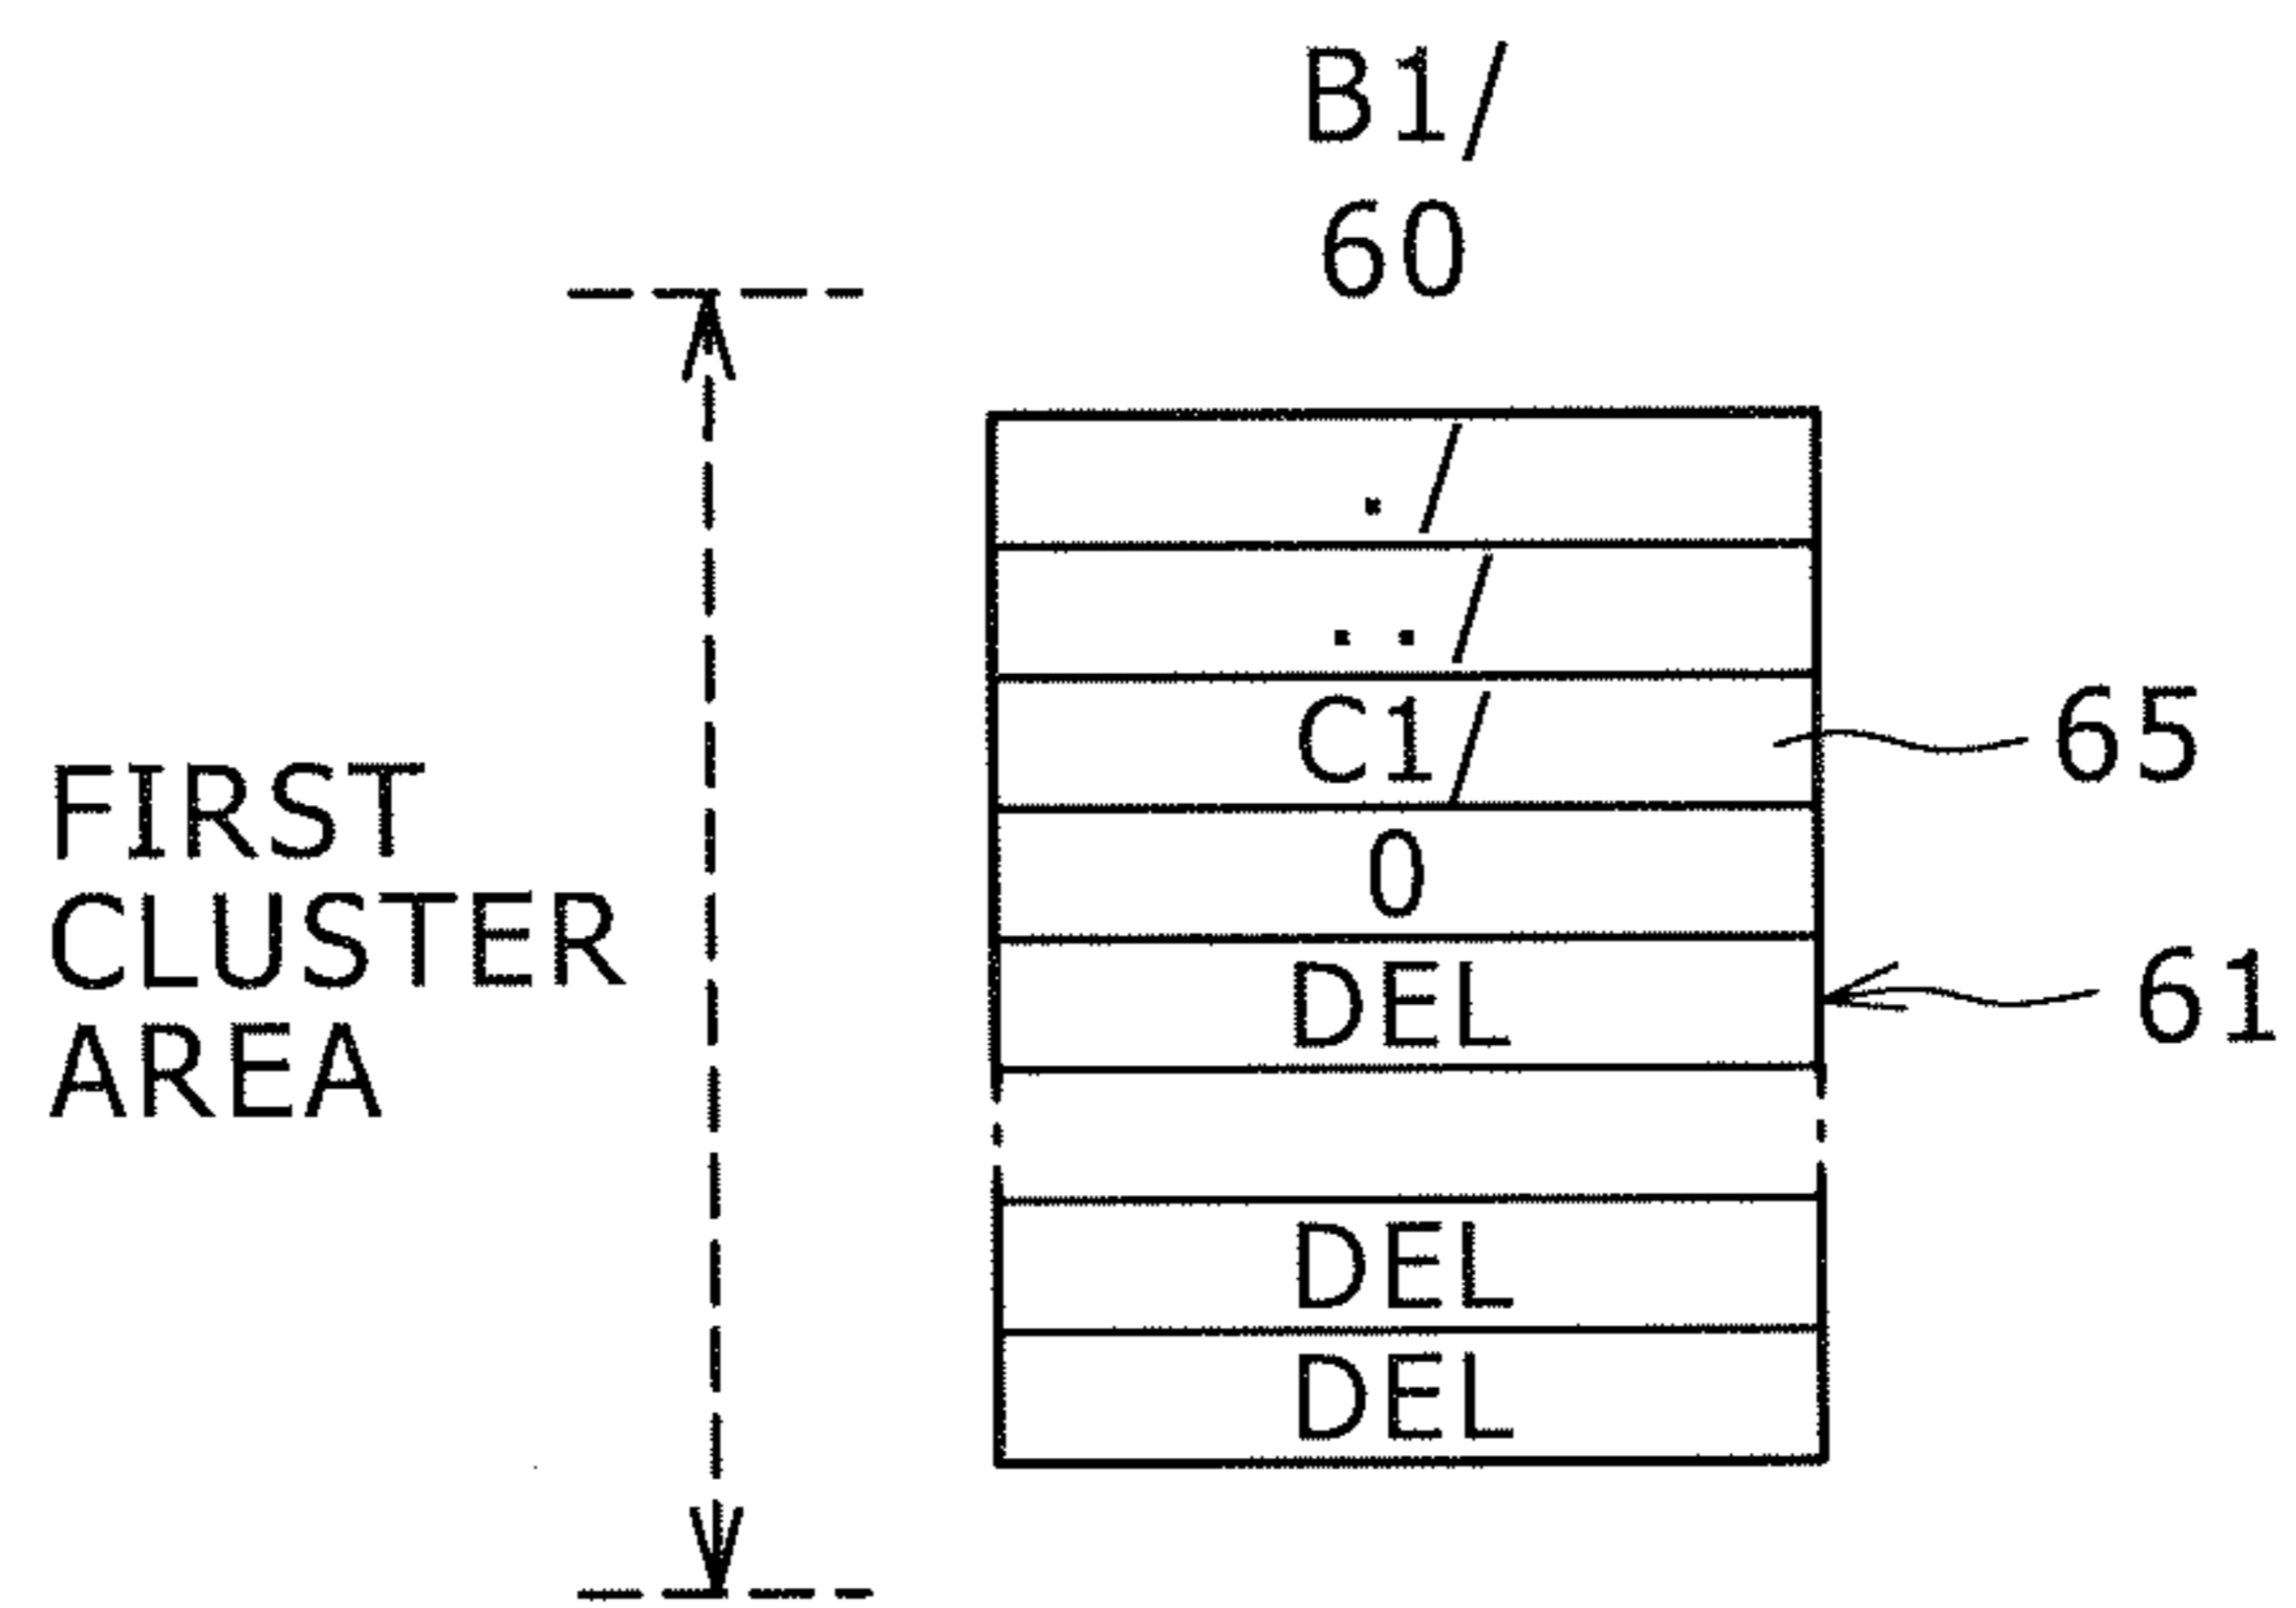 B1/
60
./
../
C1/
65
0
DEL
61
DEL
DEL
FIRST
CLUSTER
AREA